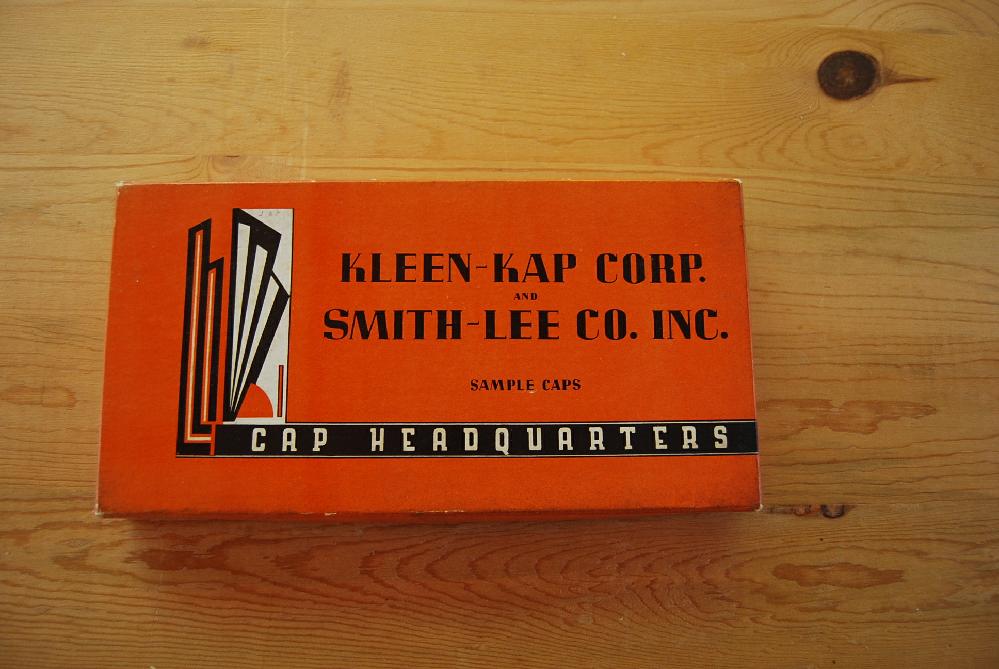 KLEEN-KAP CORP.
AND
SMITH-LEE CO. INC.
SAMPLE CAPS
CAP HEADQUARTERS